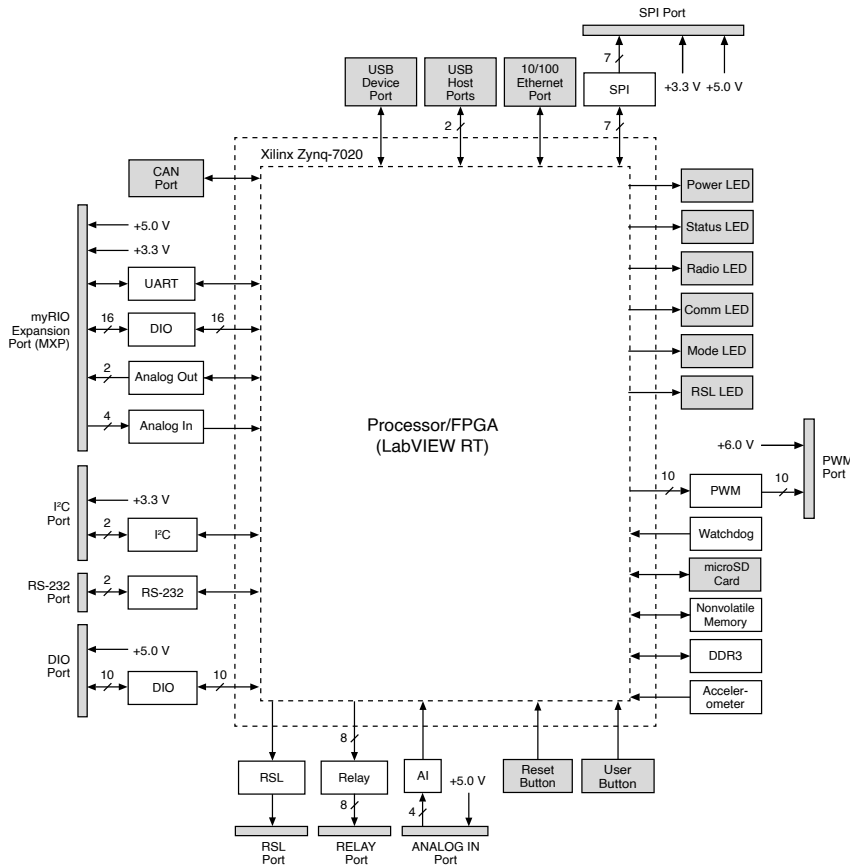 SPI Port
7
+3.3 V +5.0 V
USB
Device
Port
USB
Host
Ports
10/100
Ethernet
Port
SPI
2
7
Xilinx Zynq-7020
CAN
Port
Power LED
Status LED
Radio LED
Comm LED
Mode LED
RSL LED
myRIO
Expansion
Port (MXP)
+5.0 V
+3.3 V
UART
16
DIO
16
2
Analog Out
4
Analog In
Processor/FPGA
(LabVIEW RT)
+6.0 V
10
PWM
10
PWM
Port
I²C
Port
+3.3 V
2
I²C
Watchdog
microSD
Card
RS-232
Port
2
RS-232
Nonvolatile
Memory
DIO
Port
+5.0 V
10
DIO
10
DDR3
Acceler-
ometer
8
RSL
Relay
AI
+5.0 V
Reset
Button
User
Button
8
4
RSL
Port
RELAY
Port
ANALOG IN
Port